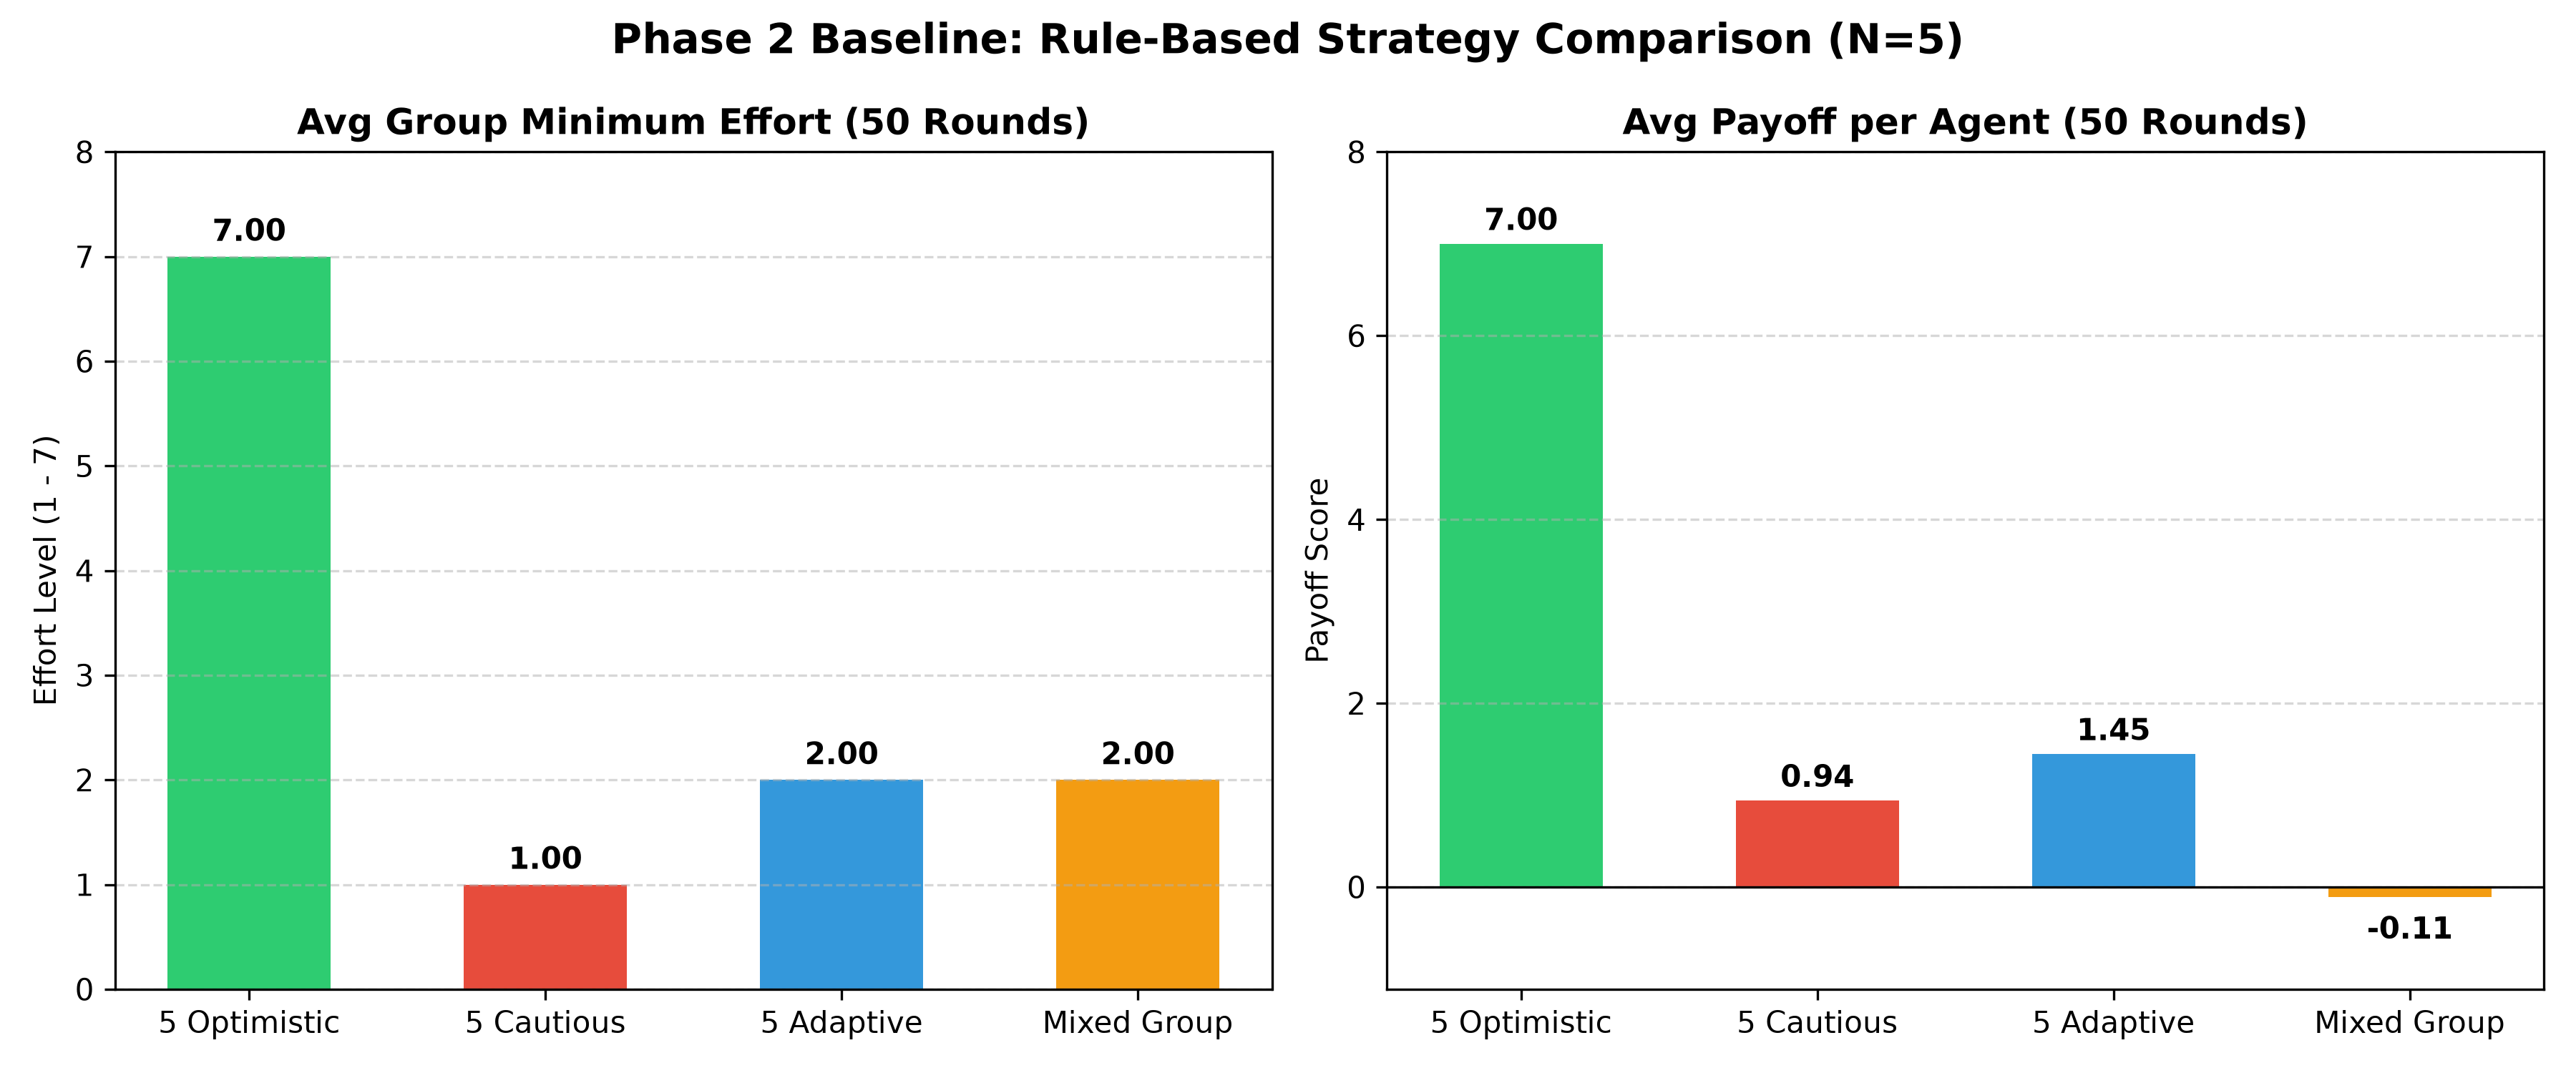 Phase 2 Baseline: Rule-Based Strategy Comparison (N=5)
Avg Group Minimum Effort (50 Rounds)
Effort Level (1 - 7)
8
7
6
5
4
3
2
1
0
7.00
1.00
2.00
2.00
5 Optimistic
5 Cautious
5 Adaptive
Mixed Group
Avg Payoff per Agent (50 Rounds)
Payoff Score
8
6
4
2
0
7.00
0.94
1.45
-0.11
5 Optimistic
5 Cautious
5 Adaptive
Mixed Group